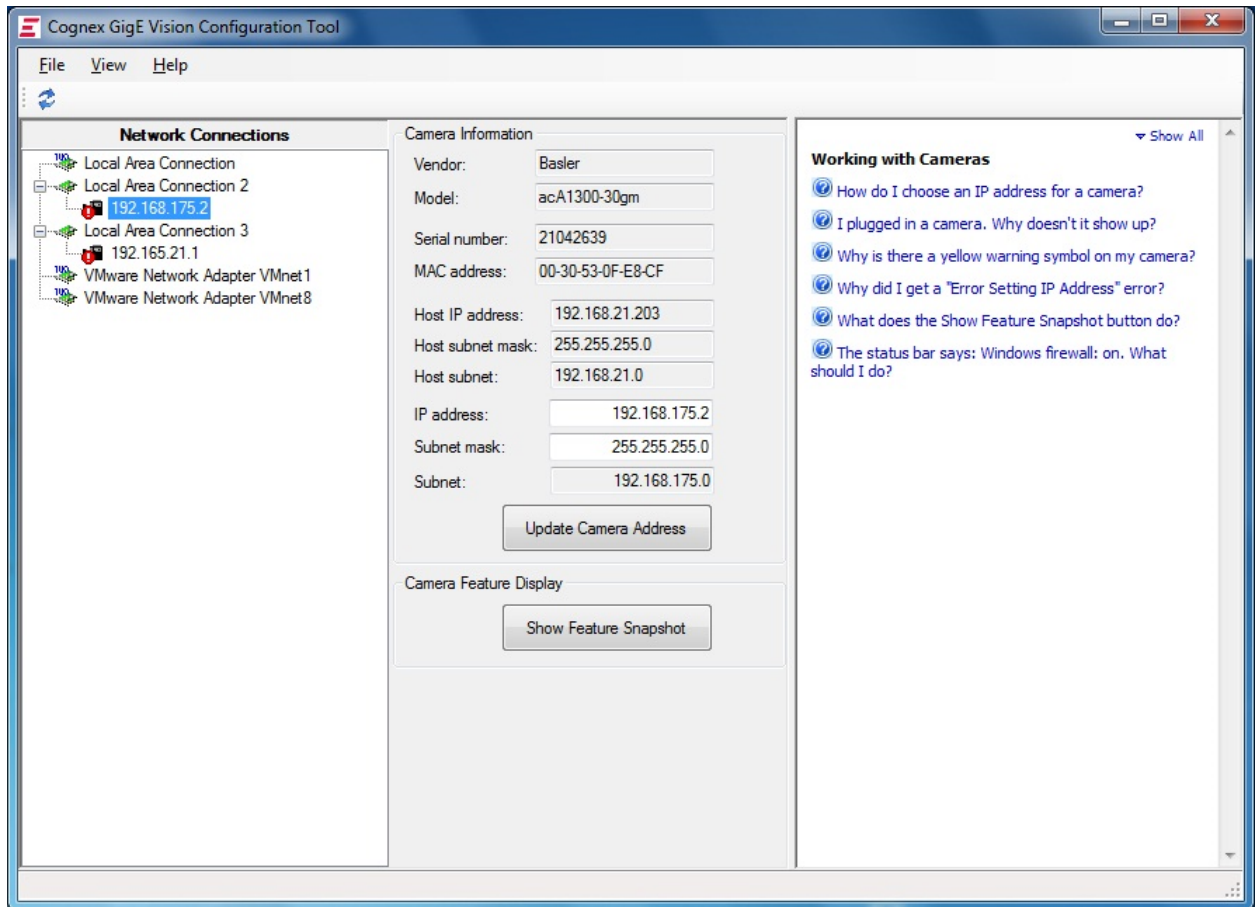 Cognex GigE Vision Configuration Tool
File View Help
Network Connections
Local Area Connection
Local Area Connection 2
192.168.175.2
Local Area Connection 3
192.165.21.1
VMware Network Adapter VMnet1
VMware Network Adapter VMnet8
Camera Information
Vendor: Basler
Model: acA1300-30gm
Serial number: 21042639
MAC address: 00-30-53-0F-E8-CF
Host IP address: 192.168.21.203
Host subnet mask: 255.255.255.0
Host subnet: 192.168.21.0
IP address: 192.168.175.2
Subnet mask: 255.255.255.0
Subnet: 192.168.175.0
Update Camera Address
Camera Feature Display
Show Feature Snapshot
Show All
Working with Cameras
How do I choose an IP address for a camera?
I plugged in a camera. Why doesn't it show up?
Why is there a yellow warning symbol on my camera?
Why did I get a "Error Setting IP Address" error?
What does the Show Feature Snapshot button do?
The status bar says: Windows firewall: on. What
should I do?